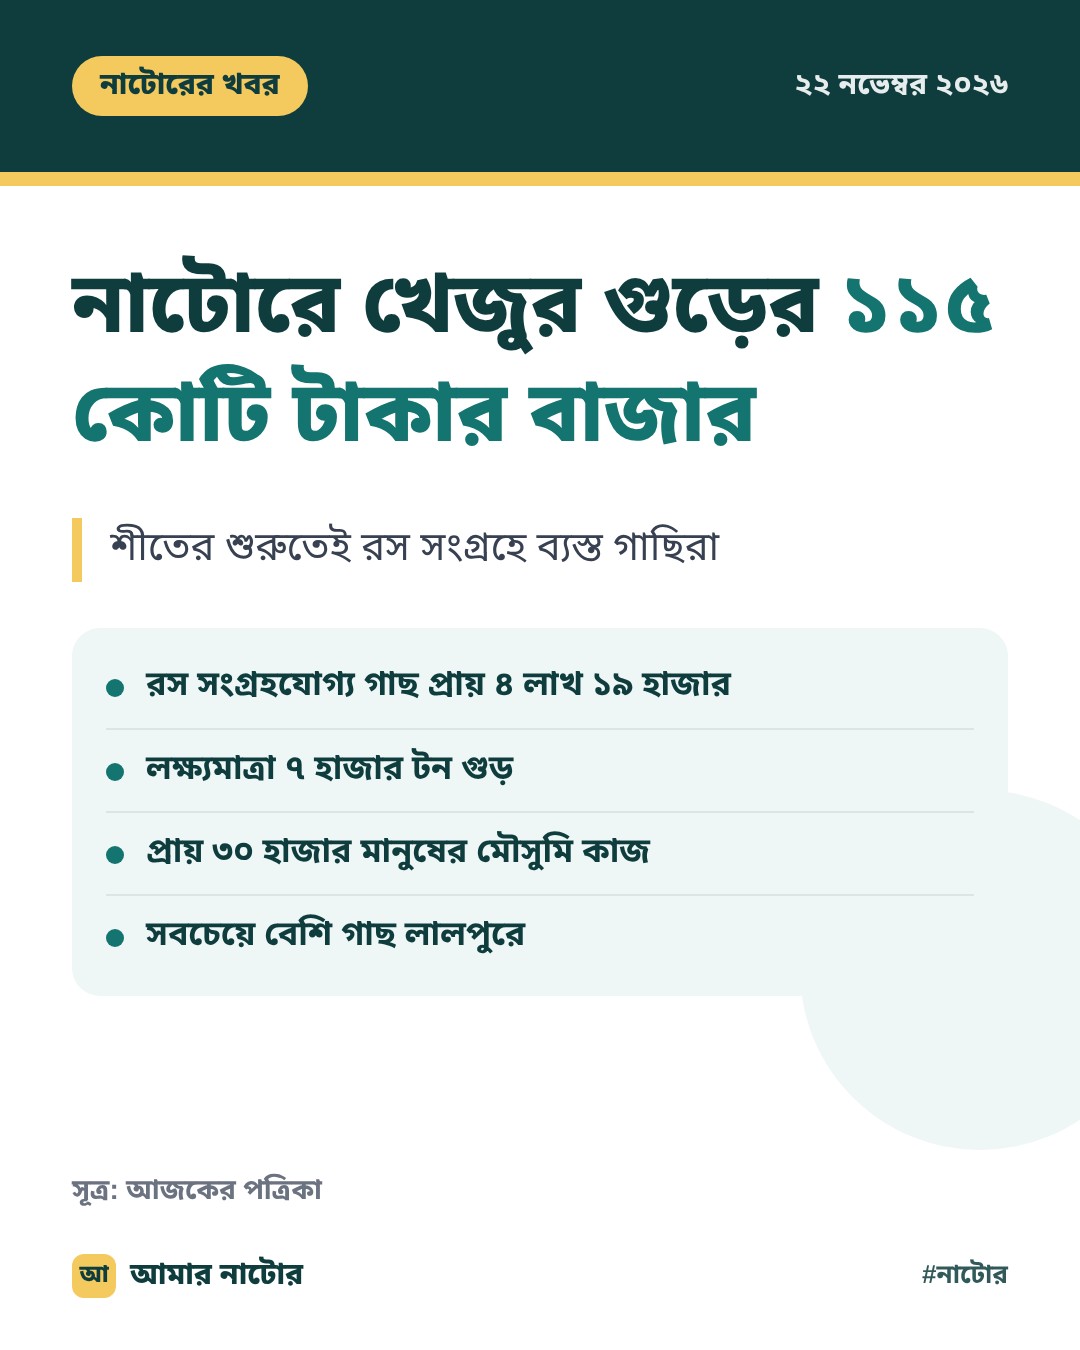 নাটোরের খবর
২২ নভেম্বর ২০২৬
নাটোরে খেজুর গুড়ের ১১৫
কোটি টাকার বাজার
শীতের শুরুতেই রস সংগ্রহে ব্যস্ত গাছিরা
রস সংগ্রহযোগ্য গাছ প্রায় ৪ লাখ ১৯ হাজার
লক্ষ্যমাত্রা ৭ হাজার টন গুড়
প্রায় ৩০ হাজার মানুষের মৌসুমি কাজ
সবচেয়ে বেশি গাছ লালপুরে
সূত্র: আজকের পত্রিকা
আ আমার নাটোর
#নাটোর